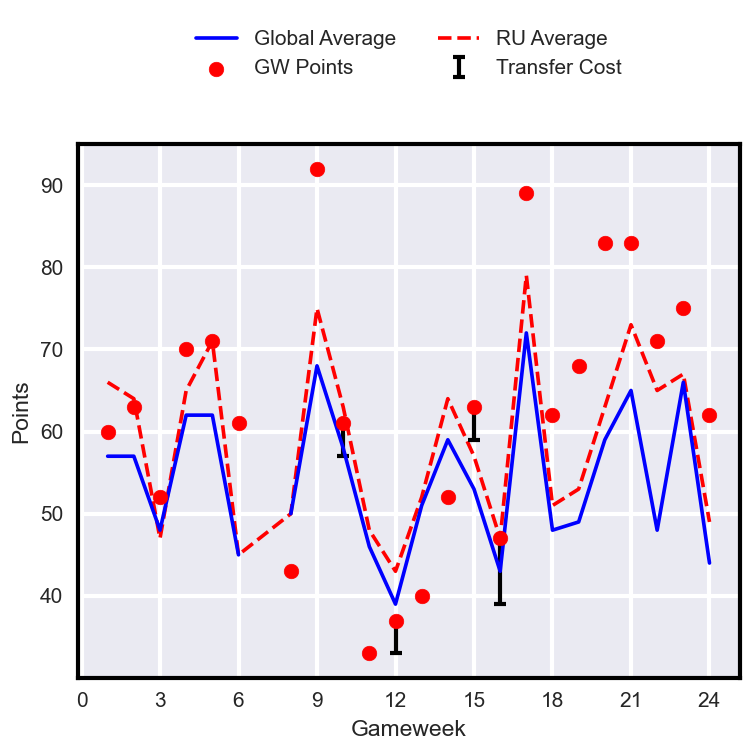 Global Average
RU Average
GW Points
Transfer Cost
90
80
70
60
50
40
Points
0 3 6 9 12 15 18 21 24
Gameweek